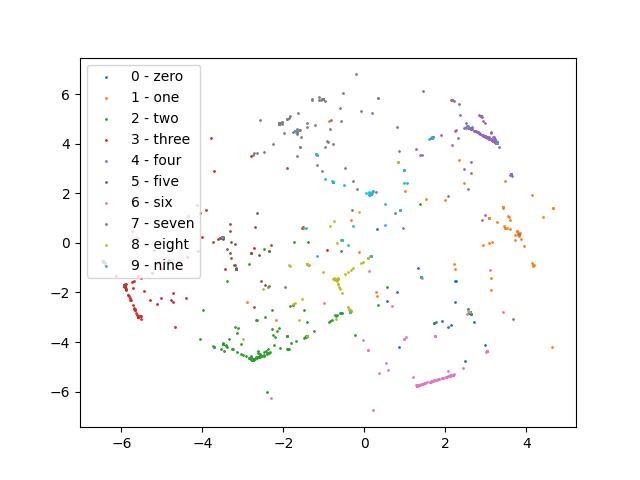 0 - zero
1 - one
2 - two
3 - three
4 - four
5 - five
6 - six
7 - seven
8 - eight
9 - nine
6
4
2
0
−2
−4
−6
−6 −4 −2 0 2 4